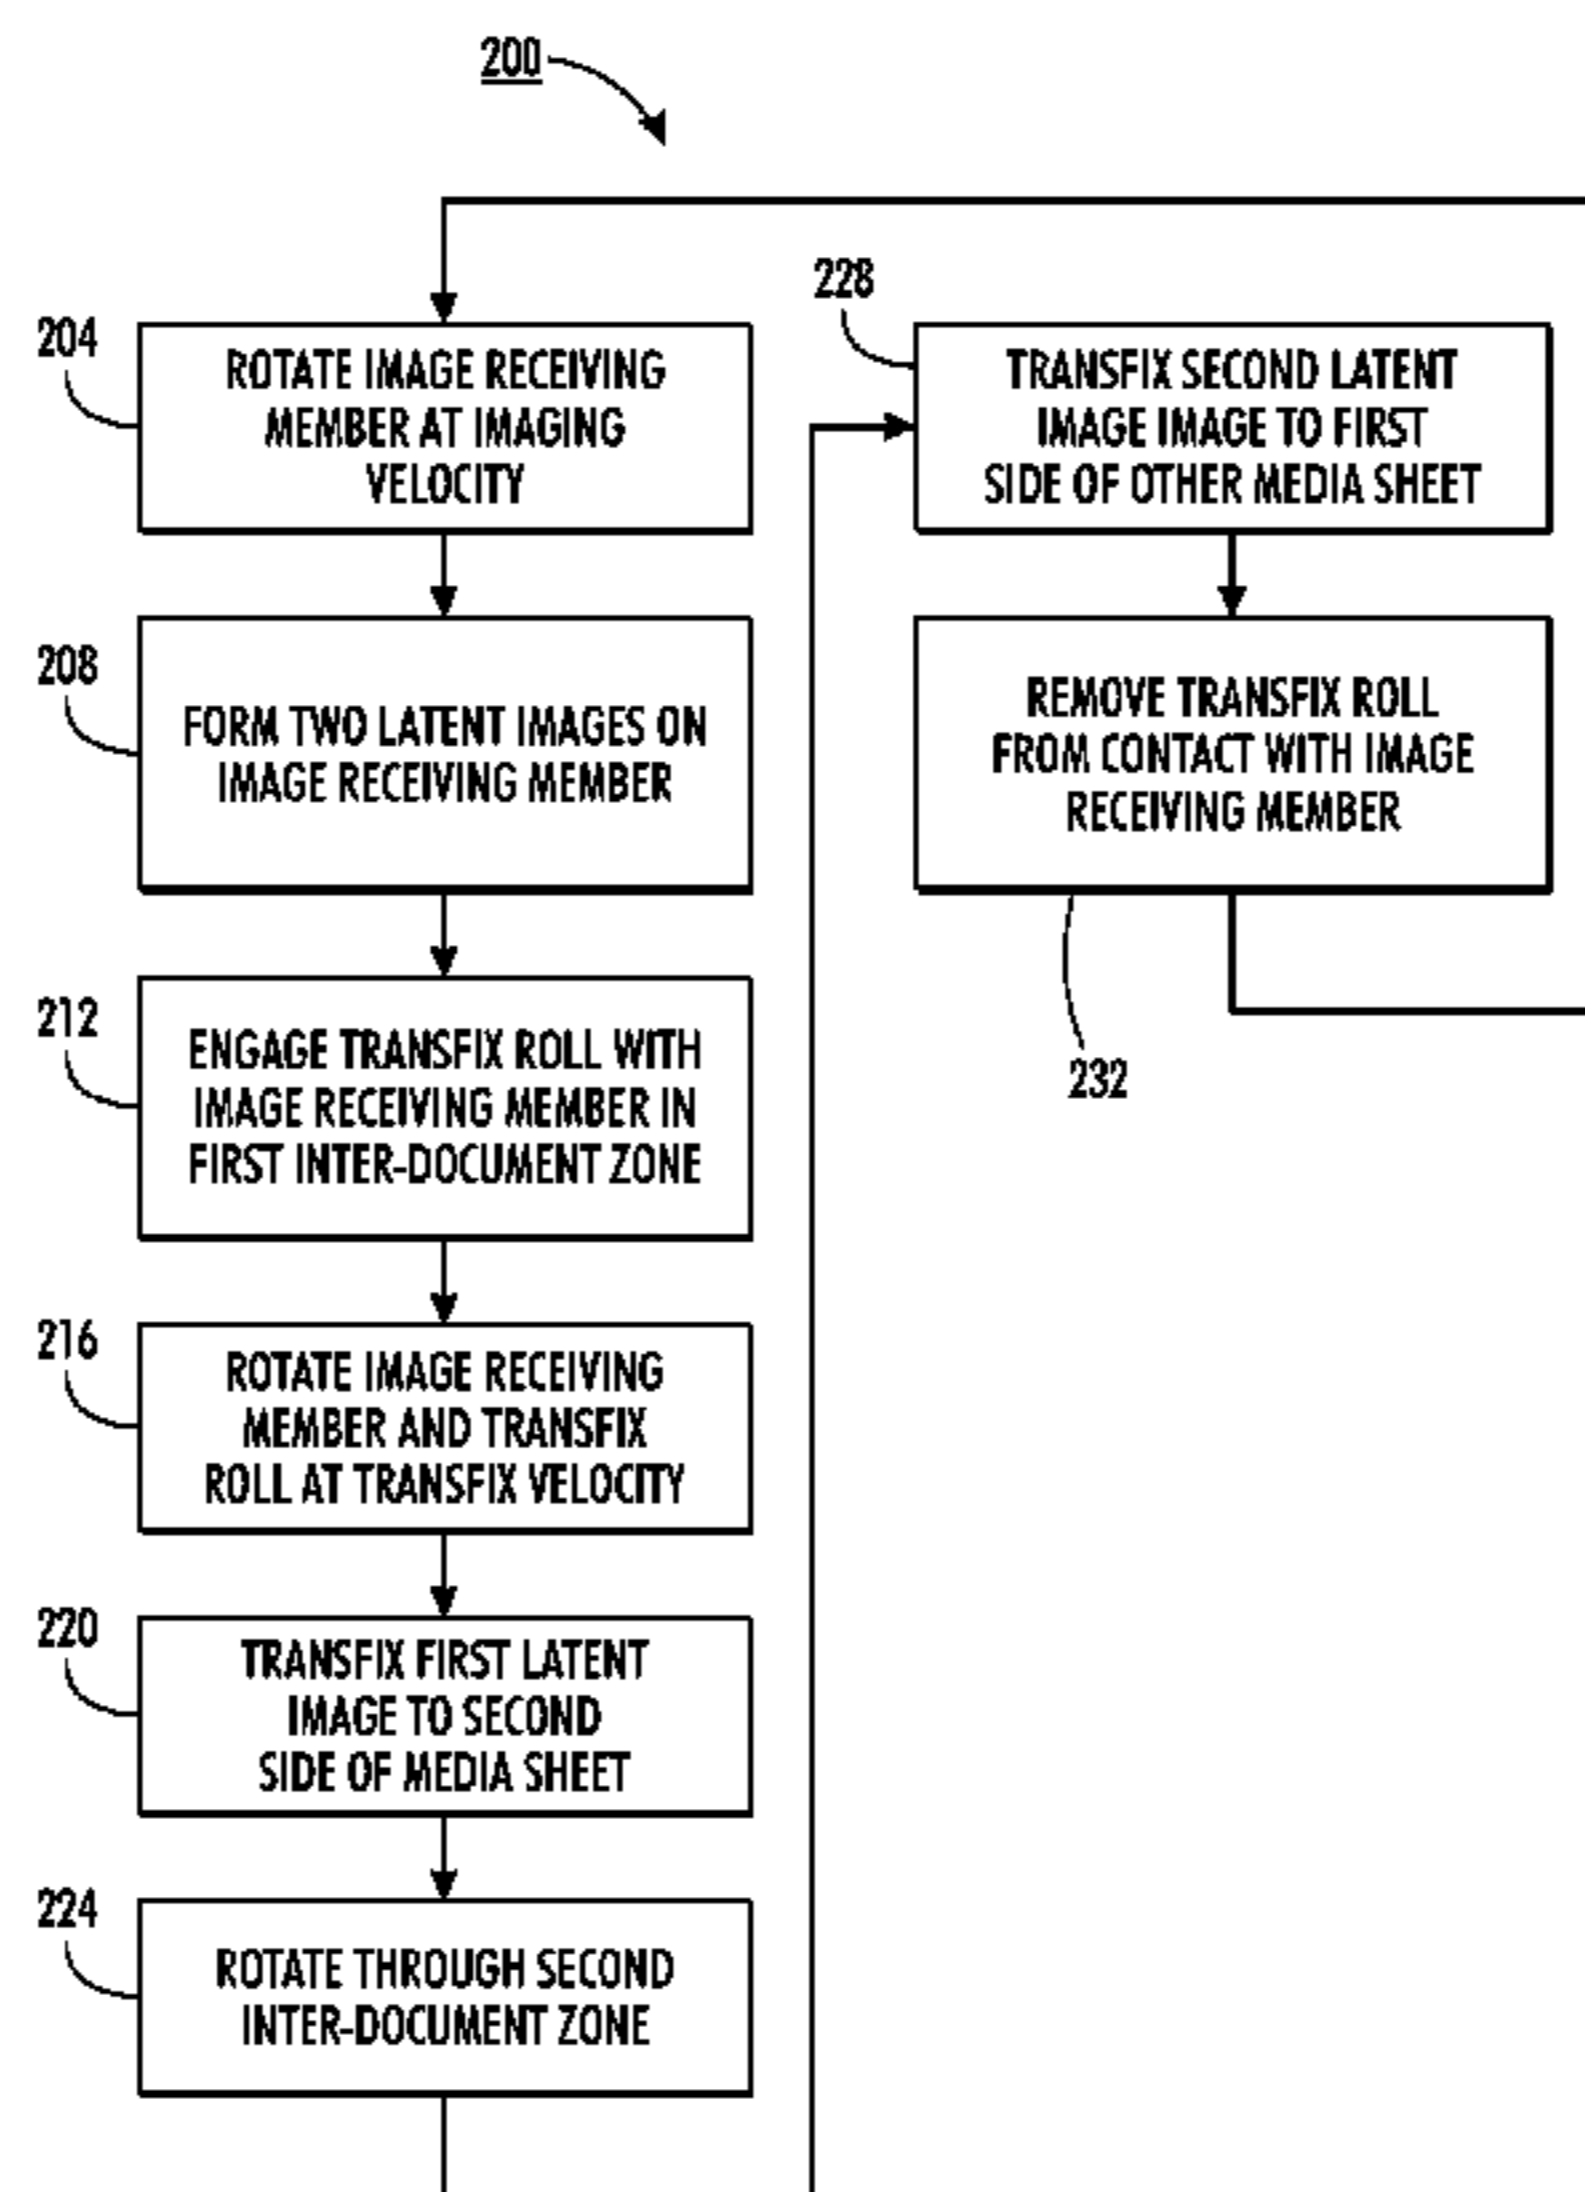 200
204
ROTATE IMAGE RECEIVING
MEMBER AT IMAGING
VELOCITY
208
FORM TWO LATENT IMAGES ON
IMAGE RECEIVING MEMBER
212
ENGAGE TRANSFIX ROLL WITH
IMAGE RECEIVING MEMBER IN
FIRST INTER-DOCUMENT ZONE
216
ROTATE IMAGE RECEIVING
MEMBER AND TRANSFIX
ROLL AT TRANSFIX VELOCITY
220
TRANSFIX FIRST LATENT
IMAGE TO SECOND
SIDE OF MEDIA SHEET
224
ROTATE THROUGH SECOND
INTER-DOCUMENT ZONE
228
TRANSFIX SECOND LATENT
IMAGE IMAGE TO FIRST
SIDE OF OTHER MEDIA SHEET
REMOVE TRANSFIX ROLL
FROM CONTACT WITH IMAGE
RECEIVING MEMBER
232